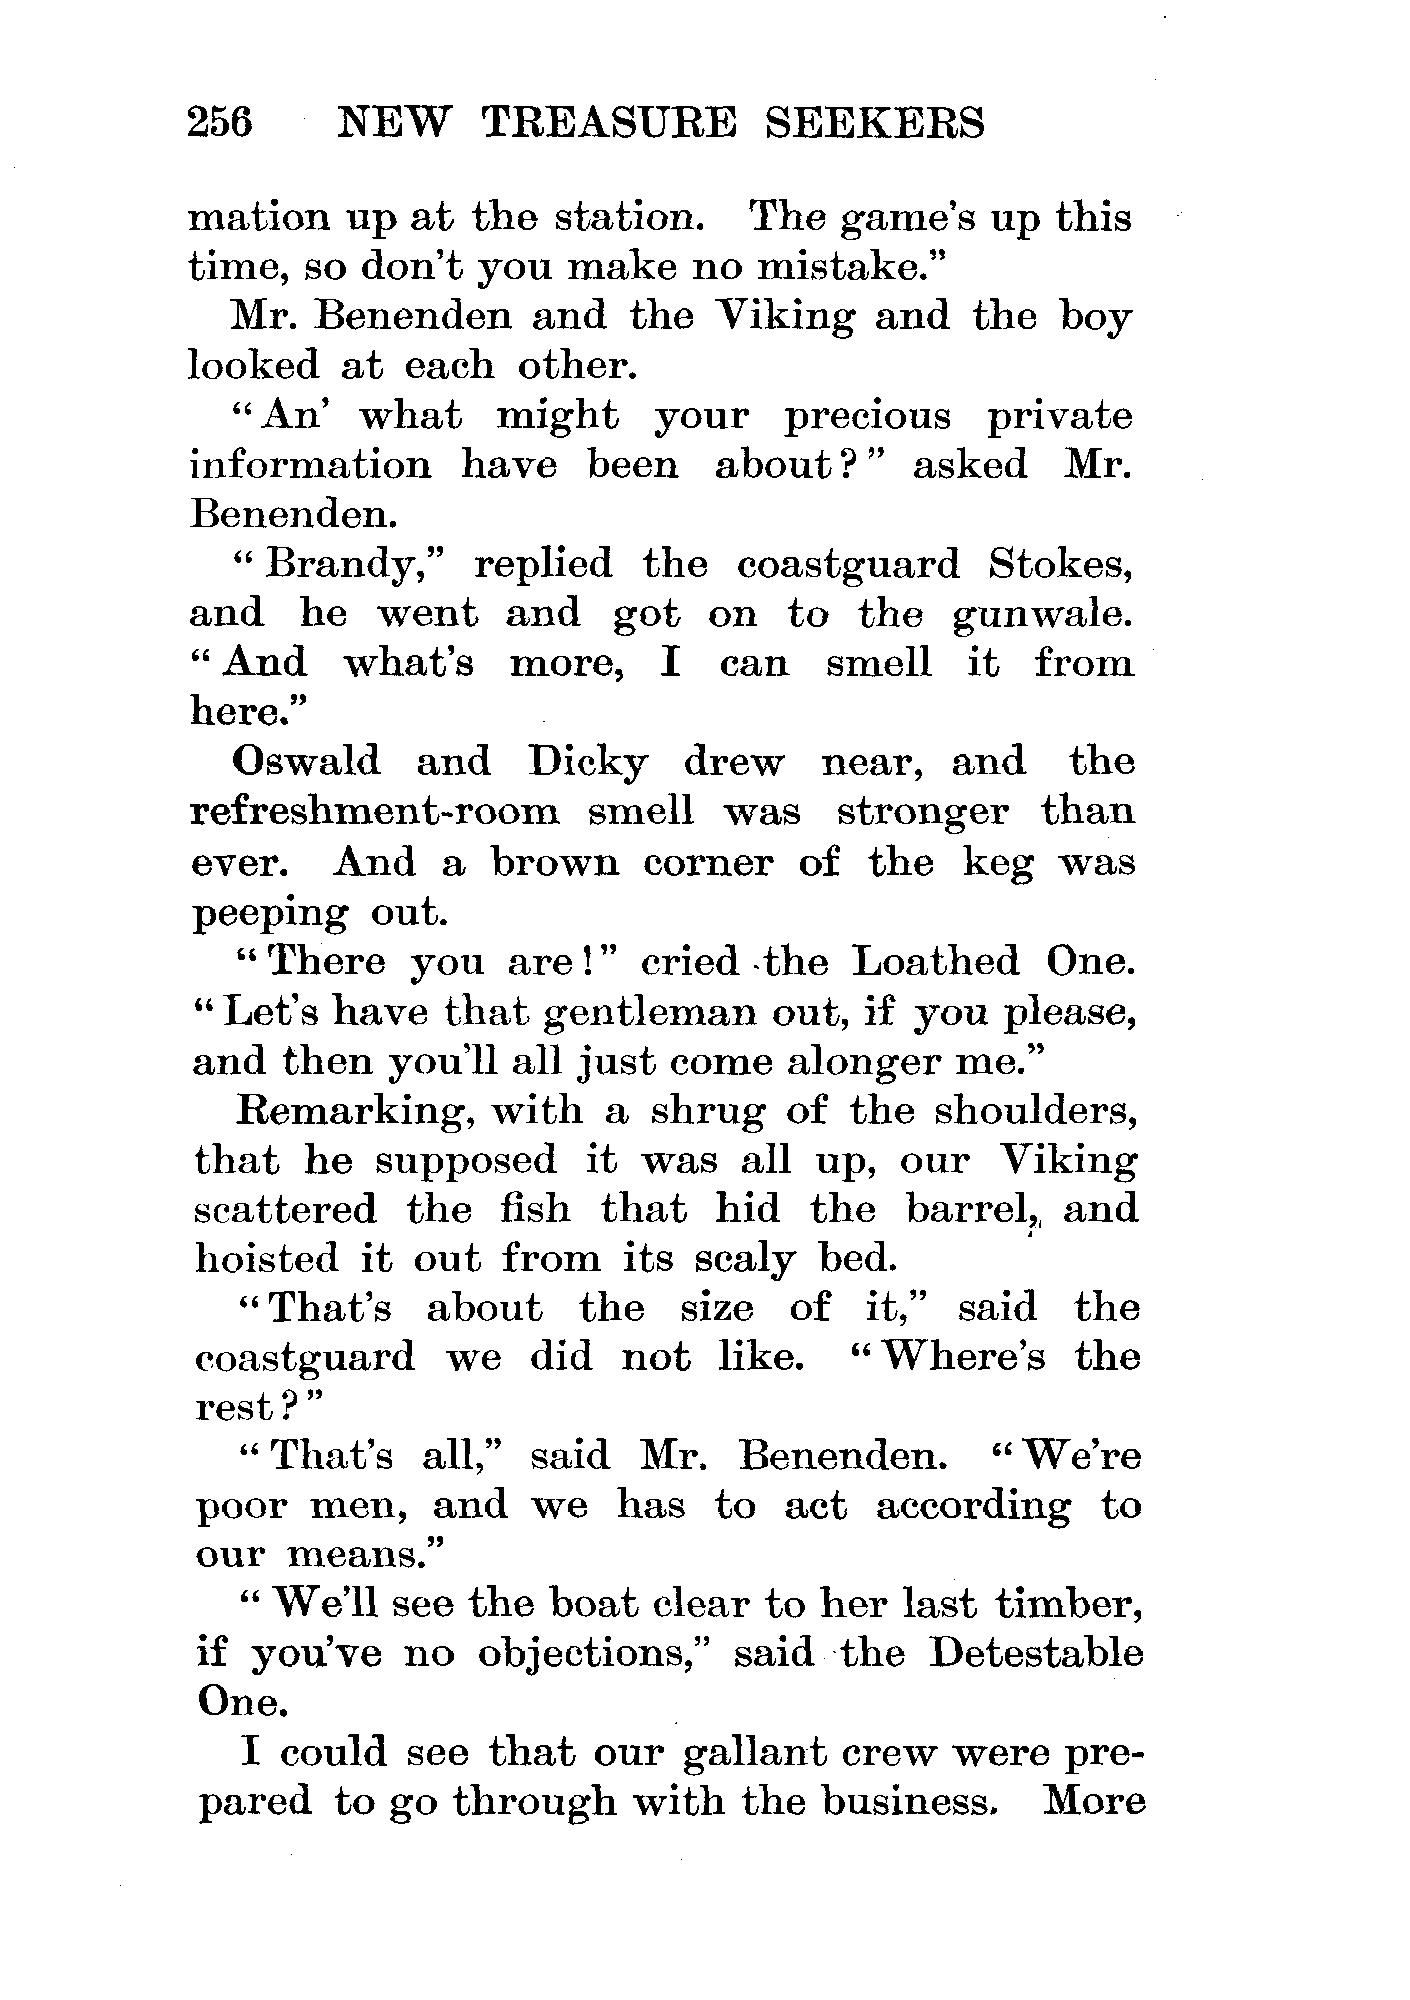 256 NEW TREASURE SEEKERS
mation up at the station. The game's up this
time, so don't you make no mistake.”
Mr. Benenden and the Viking and the boy
looked at each other.
“An' what might your precious private
information have been about?” asked Mr.
Benenden.
“Brandy,” replied the coastguard Stokes,
and he went and got on to the gunwale.
“And what's more, I can smell it from
here.”
Oswald and Dicky drew near, and the
refreshment-room smell was stronger than
ever. And a brown corner of the keg was
peeping out.
“There you are!” cried the Loathed One.
“Let's have that gentleman out, if you please,
and then you'll all just come alonger me.”
Remarking, with a shrug of the shoulders,
that he supposed it was all up, our Viking
scattered the fish that hid the barrel, and
hoisted it out from its scaly bed.
“That's about the size of it,” said the
coastguard we did not like. “Where's the
rest?”
“That's all,” said Mr. Benenden. “We're
poor men, and we has to act according to
our means.”
“We'll see the boat clear to her last timber,
if you've no objections,” said the Detestable
One.
I could see that our gallant crew were pre-
pared to go through with the business. More